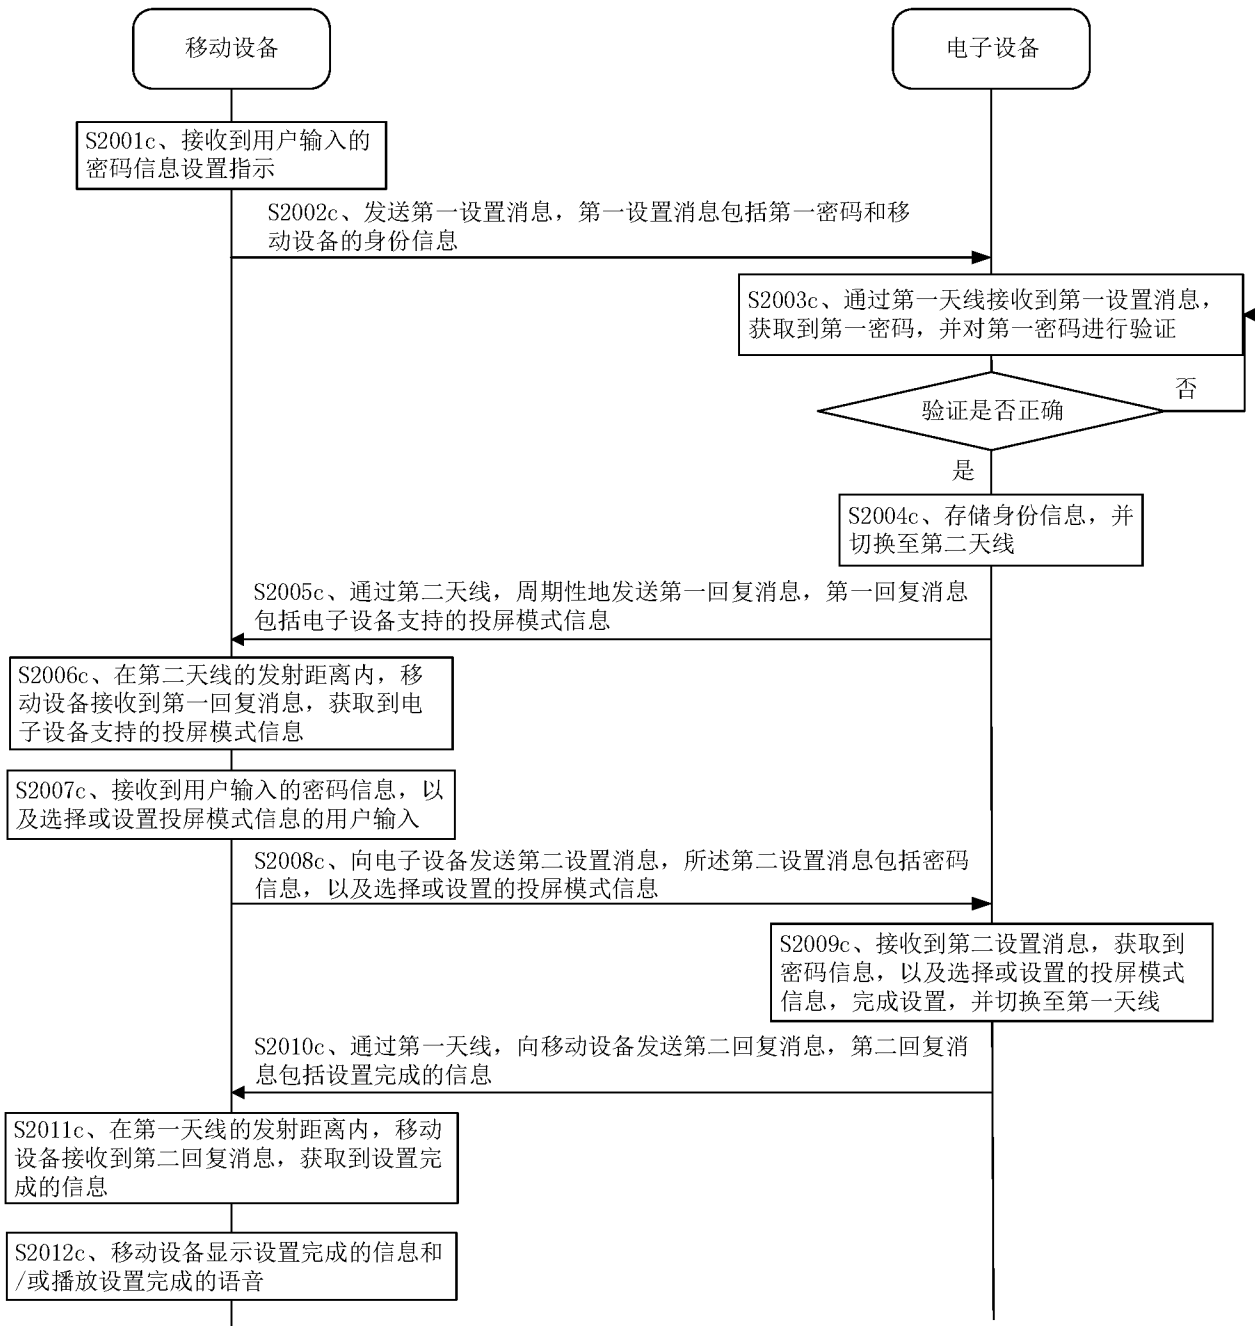 移动设备
电子设备
S2001c、接收到用户输入的
密码信息设置指示
S2002c、发送第一设置消息，第一设置消息包括第一密码和移
动设备的身份信息
S2003c、通过第一天线接收到第一设置消息，
获取到第一密码，并对第一密码进行验证
验证是否正确
否
是
S2004c、存储身份信息，并
切换至第二天线
S2005c、通过第二天线，周期性地发送第一回复消息，第一回复消息
包括电子设备支持的投屏模式信息
S2006c、在第二天线的发射距离内，移
动设备接收到第一回复消息，获取到电
子设备支持的投屏模式信息
S2007c、接收到用户输入的密码信息，以
及选择或设置投屏模式信息的用户输入
S2008c、向电子设备发送第二设置消息，所述第二设置消息包括密码
信息，以及选择或设置的投屏模式信息
S2009c、接收到第二设置消息，获取到
密码信息，以及选择或设置的投屏模式
信息，完成设置，并切换至第一天线
S2010c、通过第一天线，向移动设备发送第二回复消息，第二回复消
息包括设置完成的信息
S2011c、在第一天线的发射距离内，移动
设备接收到第二回复消息，获取到设置完
成的信息
S2012c、移动设备显示设置完成的信息和
/或播放设置完成的语音